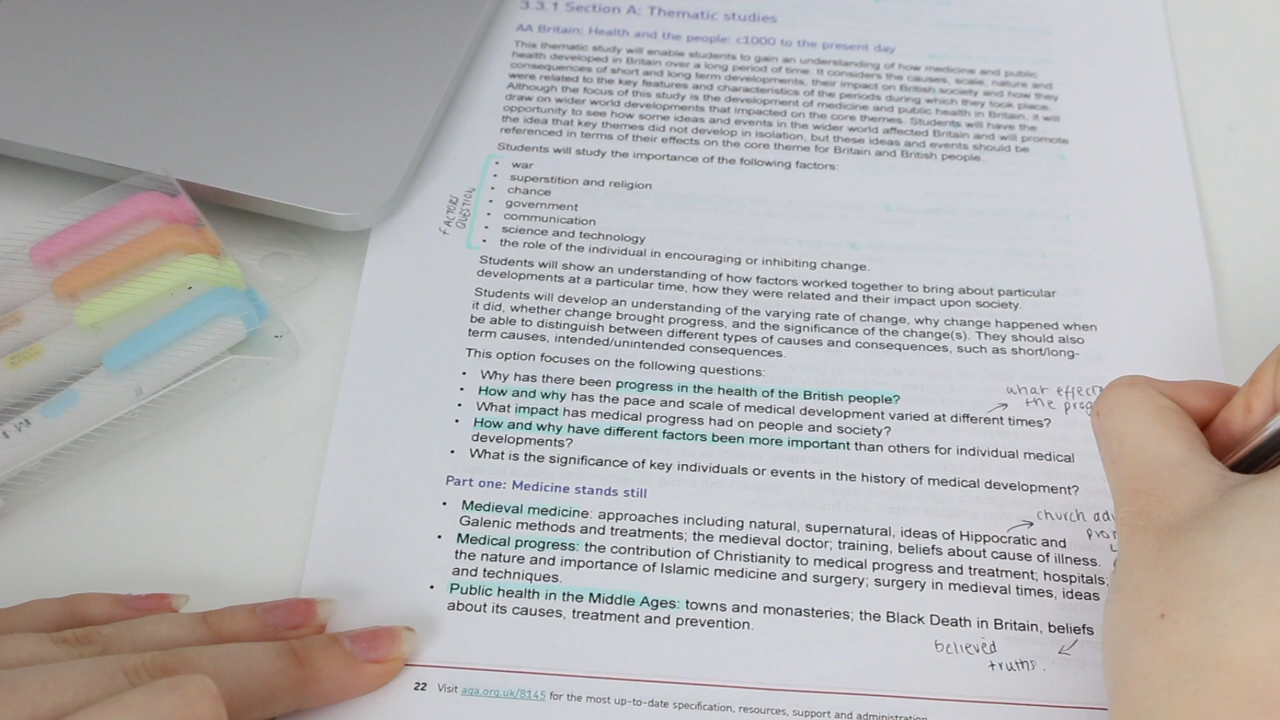 3.3.1 Section A: Thematic studies
AA Britain: Health and the people: c1000 to the present day
This thematic study will enable students to gain an understanding of how medicine and public
health developed in Britain over a long period of time. It considers the causes, scale, nature and
consequences of short and long term developments, their impact on British society and how they
were related to the key features and characteristics of the periods during which they took place.
Although the focus of this study is the development of medicine and public health in Britain, it will
draw on wider world developments that impacted on the core themes. Students will have the
opportunity to see how some ideas and events in the wider world affected Britain and will promote
the idea that key themes did not develop in isolation, but these ideas and events should be
referenced in terms of their effects on the core theme for Britain and British people.
Students will study the importance of the following factors:
FACTORS
QUESTION
• war
• superstition and religion
• chance
• government
• communication
• science and technology
• the role of the individual in encouraging or inhibiting change.
Students will show an understanding of how factors worked together to bring about particular
developments at a particular time, how they were related and their impact upon society.
Students will develop an understanding of the varying rate of change, why change happened when
it did, whether change brought progress, and the significance of the change(s). They should also
be able to distinguish between different types of causes and consequences, such as short/long-
term causes, intended/unintended consequences.
This option focuses on the following questions:
• Why has there been progress in the health of the British people?
• How and why has the pace and scale of medical development varied at different times?
what effect
the prog
• What impact has medical progress had on people and society?
• How and why have different factors been more important than others for individual medical
developments?
• What is the significance of key individuals or events in the history of medical development?
Part one: Medicine stands still
• Medieval medicine: approaches including natural, supernatural, ideas of Hippocratic and
Galenic methods and treatments; the medieval doctor; training, beliefs about cause of illness.
church
• Medical progress: the contribution of Christianity to medical progress and treatment; hospitals;
the nature and importance of Islamic medicine and surgery; surgery in medieval times, ideas
and techniques.
• Public health in the Middle Ages: towns and monasteries; the Black Death in Britain, beliefs
about its causes, treatment and prevention.
believed
truths.
22 Visit aqa.org.uk/8145 for the most up-to-date specification, resources, support and administration